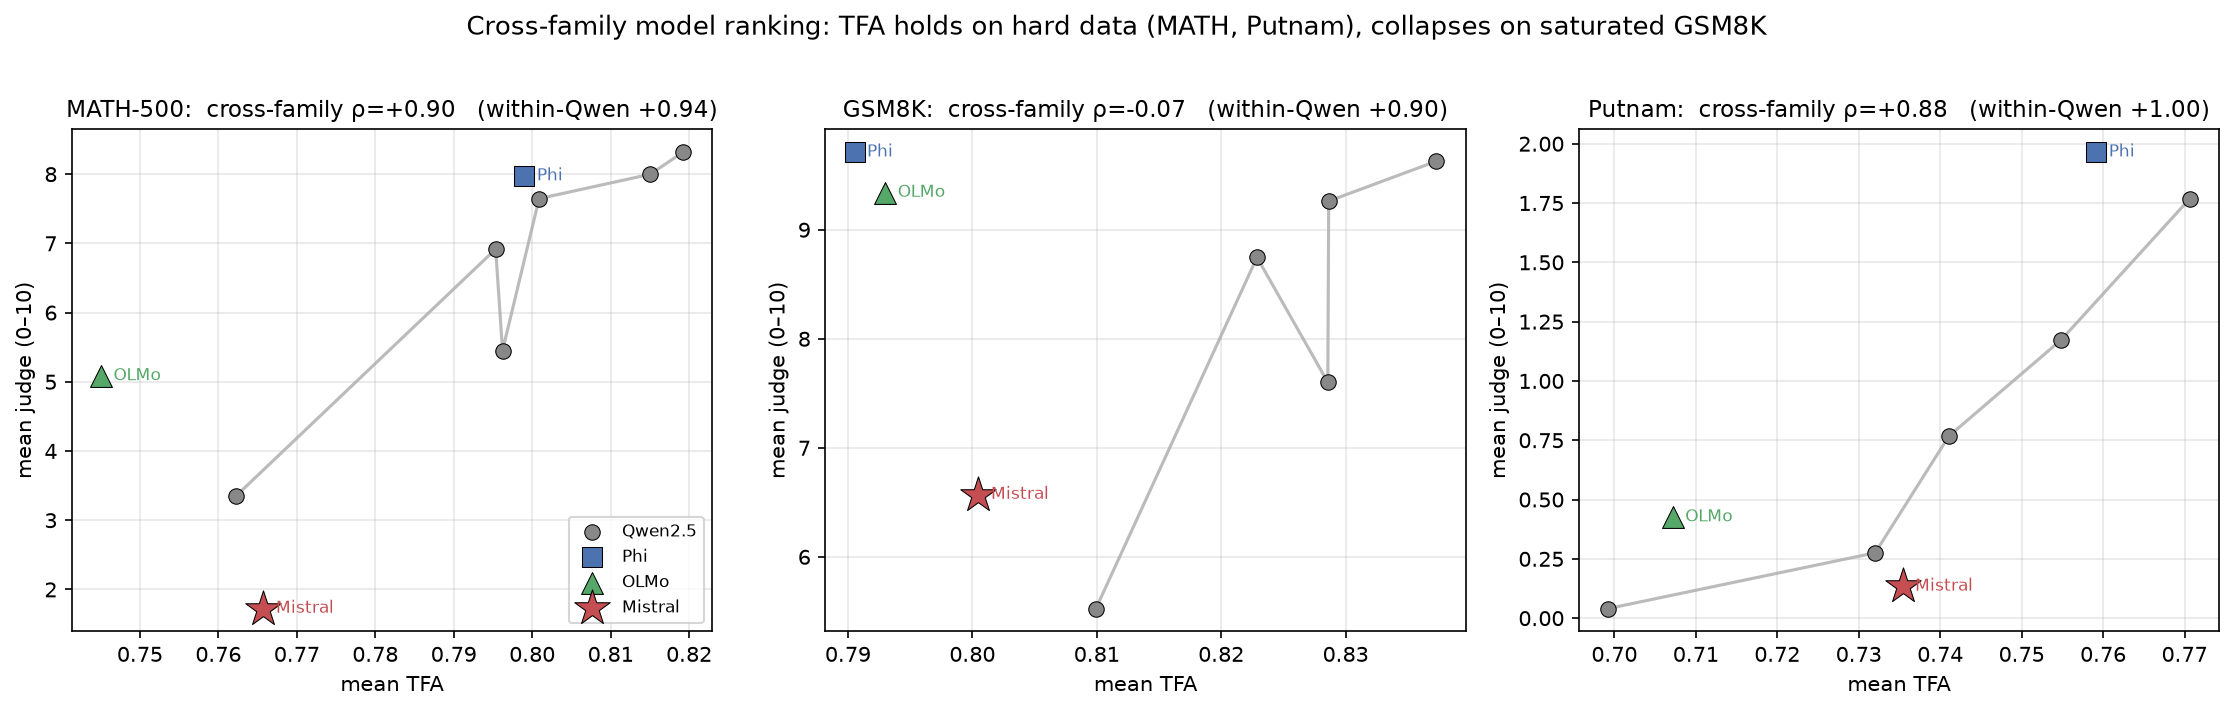 Cross-family model ranking: TFA holds on hard data (MATH, Putnam), collapses on saturated GSM8K
MATH-500:  cross-family ρ=+0.90   (within-Qwen +0.94)
8
7
6
5
4
3
2
mean judge (0–10)
Phi
OLMo
Mistral
Qwen2.5
Phi
OLMo
Mistral
0.75
0.76
0.77
0.78
0.79
0.80
0.81
0.82
mean TFA
GSM8K:  cross-family ρ=-0.07   (within-Qwen +0.90)
9
8
7
6
mean judge (0–10)
Phi
OLMo
Mistral
0.79
0.80
0.81
0.82
0.83
mean TFA
Putnam:  cross-family ρ=+0.88   (within-Qwen +1.00)
2.00
1.75
1.50
1.25
1.00
0.75
0.50
0.25
0.00
mean judge (0–10)
Phi
OLMo
Mistral
0.70
0.71
0.72
0.73
0.74
0.75
0.76
0.77
mean TFA